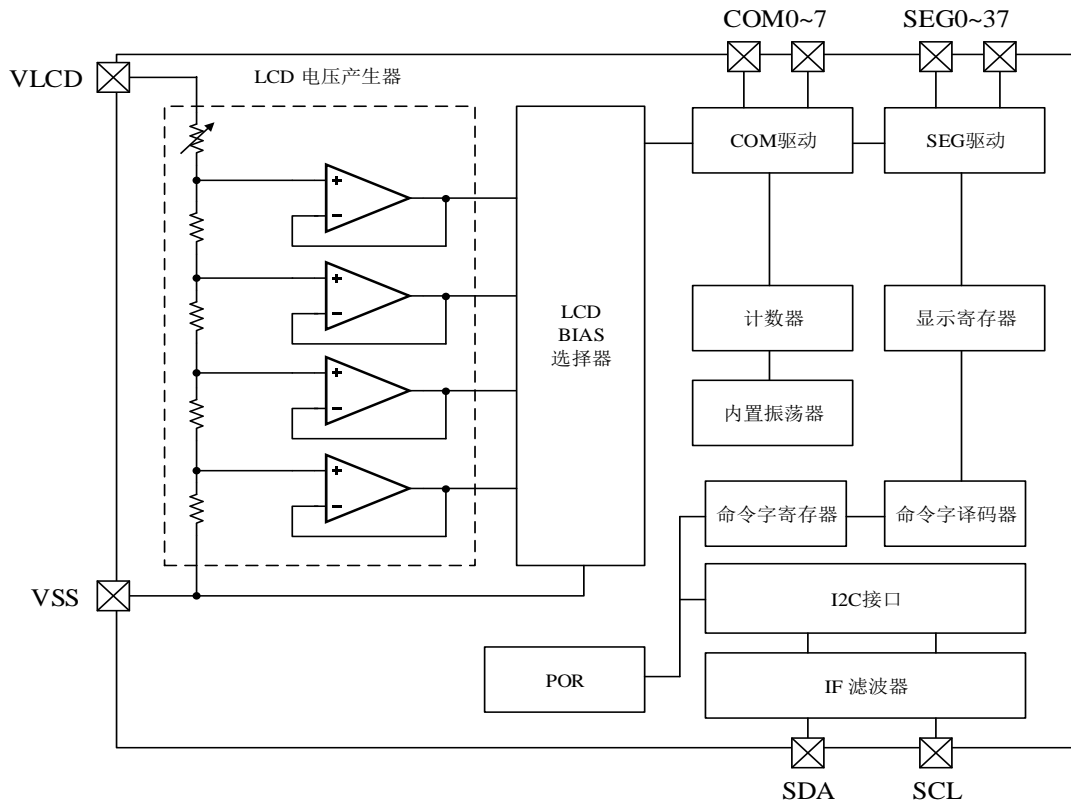 COM0~7
SEG0~37
VLCD
LCD 电压产生器
COM驱动
SEG驱动
+
-
+
-
LCD
BIAS
选择器
计数器
显示寄存器
+
-
内置振荡器
+
-
命令字寄存器
命令字译码器
VSS
I2C接口
POR
IF 滤波器
SDA
SCL